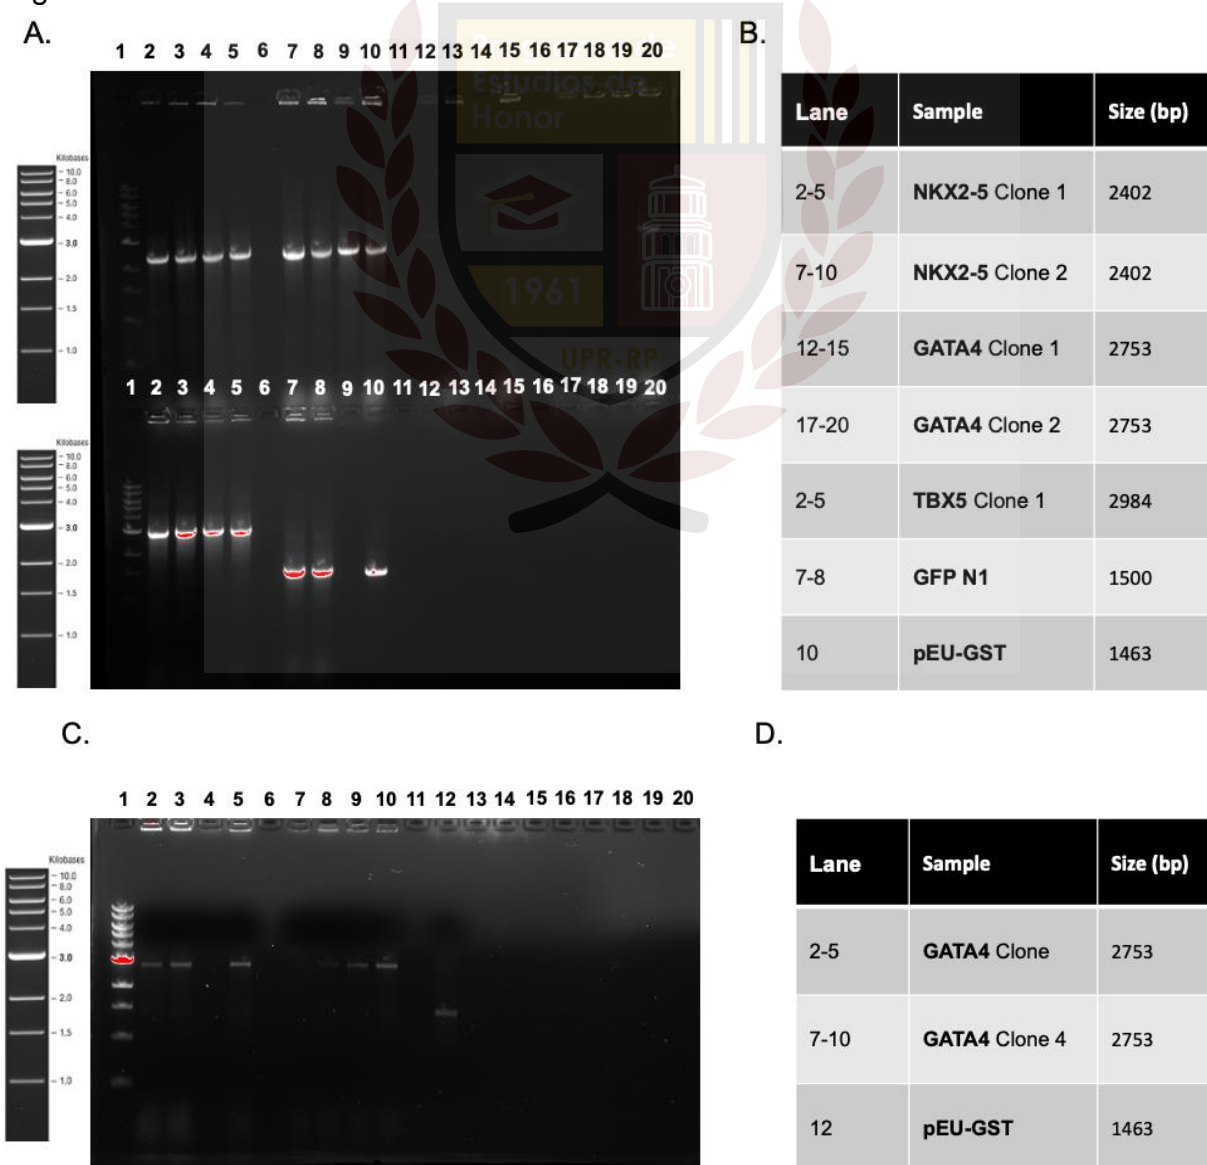 A.
B.
1 2 3 4 5 6 7 8 9 10 11 12 13 14 15 16 17 18 19 20
Estudios de
Honor
1961
UPR-RP
Kilobases
10.0
8.0
6.0
5.0
4.0
3.0
2.0
1.5
1.0
1 2 3 4 5 6 7 8 9 10 11 12 13 14 15 16 17 18 19 20
Kilobases
10.0
8.0
6.0
5.0
4.0
3.0
2.0
1.5
1.0
Lane Sample Size (bp)
2-5 NKX2-5 Clone 1 2402
7-10 NKX2-5 Clone 2 2402
12-15 GATA4 Clone 1 2753
17-20 GATA4 Clone 2 2753
2-5 TBX5 Clone 1 2984
7-8 GFP N1 1500
10 pEU-GST 1463
C.
D.
1 2 3 4 5 6 7 8 9 10 11 12 13 14 15 16 17 18 19 20
Kilobases
10.0
8.0
6.0
5.0
4.0
3.0
2.0
1.5
1.0
Lane Sample Size (bp)
2-5 GATA4 Clone 2753
7-10 GATA4 Clone 4 2753
12 pEU-GST 1463